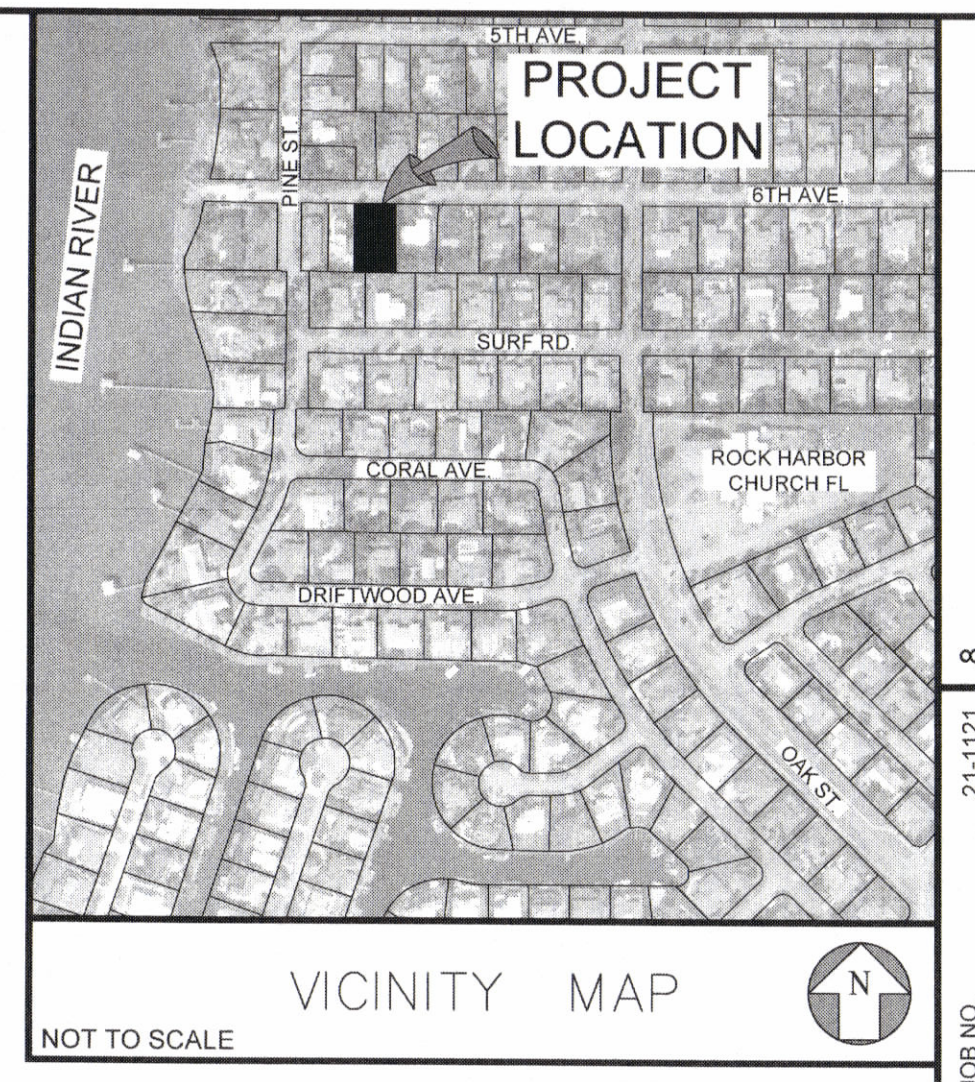 5TH AVE.
PROJECT
LOCATION
PINE ST.
INDIAN RIVER
6TH AVE.
SURF RD.
CORAL AVE.
ROCK HARBOR
CHURCH FL
DRIFTWOOD AVE.
OAK ST.
8
21-1121
JOB NO
VICINITY MAP
N
NOT TO SCALE